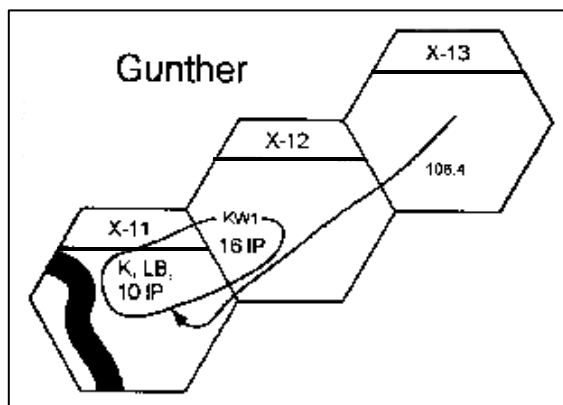 Gunther
X-13
X-12
106.4
X-11
KW1
16 IP
K, LB,
10 IP